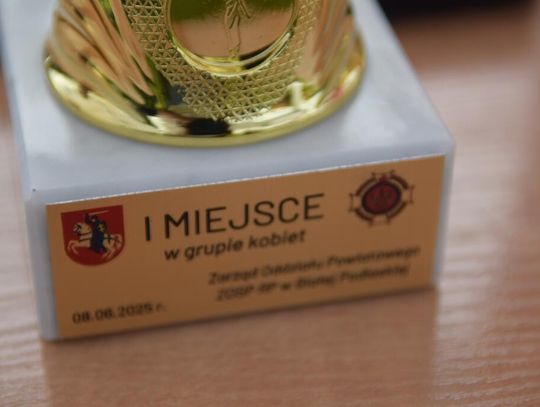 I MIEJSCE
w grupie kobiet
Zarząd Oddziału Powiatowego
ZOSP RP w Białej Podlaskiej
08.06.2025 r.